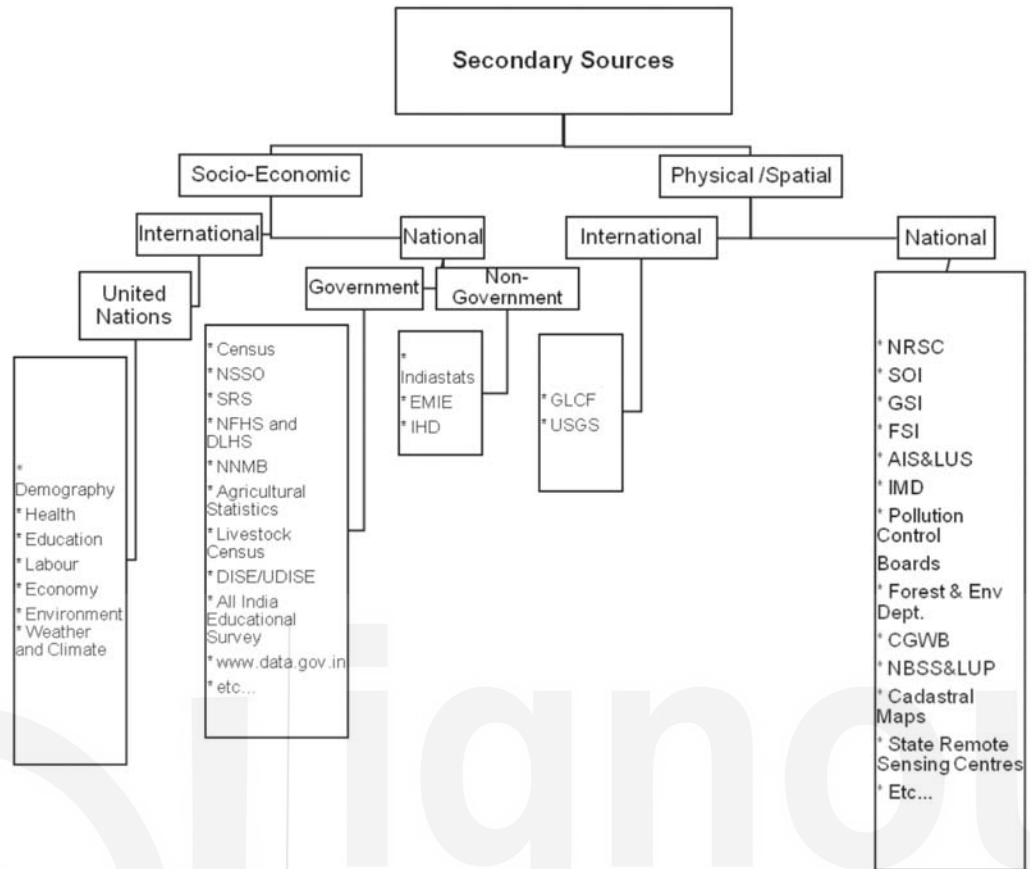 Secondary Sources
Socio-Economic
Physical /Spatial
International
National
International
National
United
Nations
Government
Non-
Government
*
Demography
* Health
* Education
* Labour
* Economy
* Environment
* Weather
and Climate
* Census
* NSSO
* SRS
* NFHS and
DLHS
* NNMB
* Agricultural
Statistics
* Livestock
Census
* DISE/UDISE
* All India
Educational
Survey
* www.data.gov.in
* etc...
*
Indiastats
* EMIE
* IHD
* GLCF
* USGS
* NRSC
* SOI
* GSI
* FSI
* AIS&LUS
* IMD
* Pollution
Control
Boards
* Forest & Env
Dept.
* CGWB
* NBSS&LUP
* Cadastral
Maps
* State Remote
Sensing Centres
* Etc...
ignou